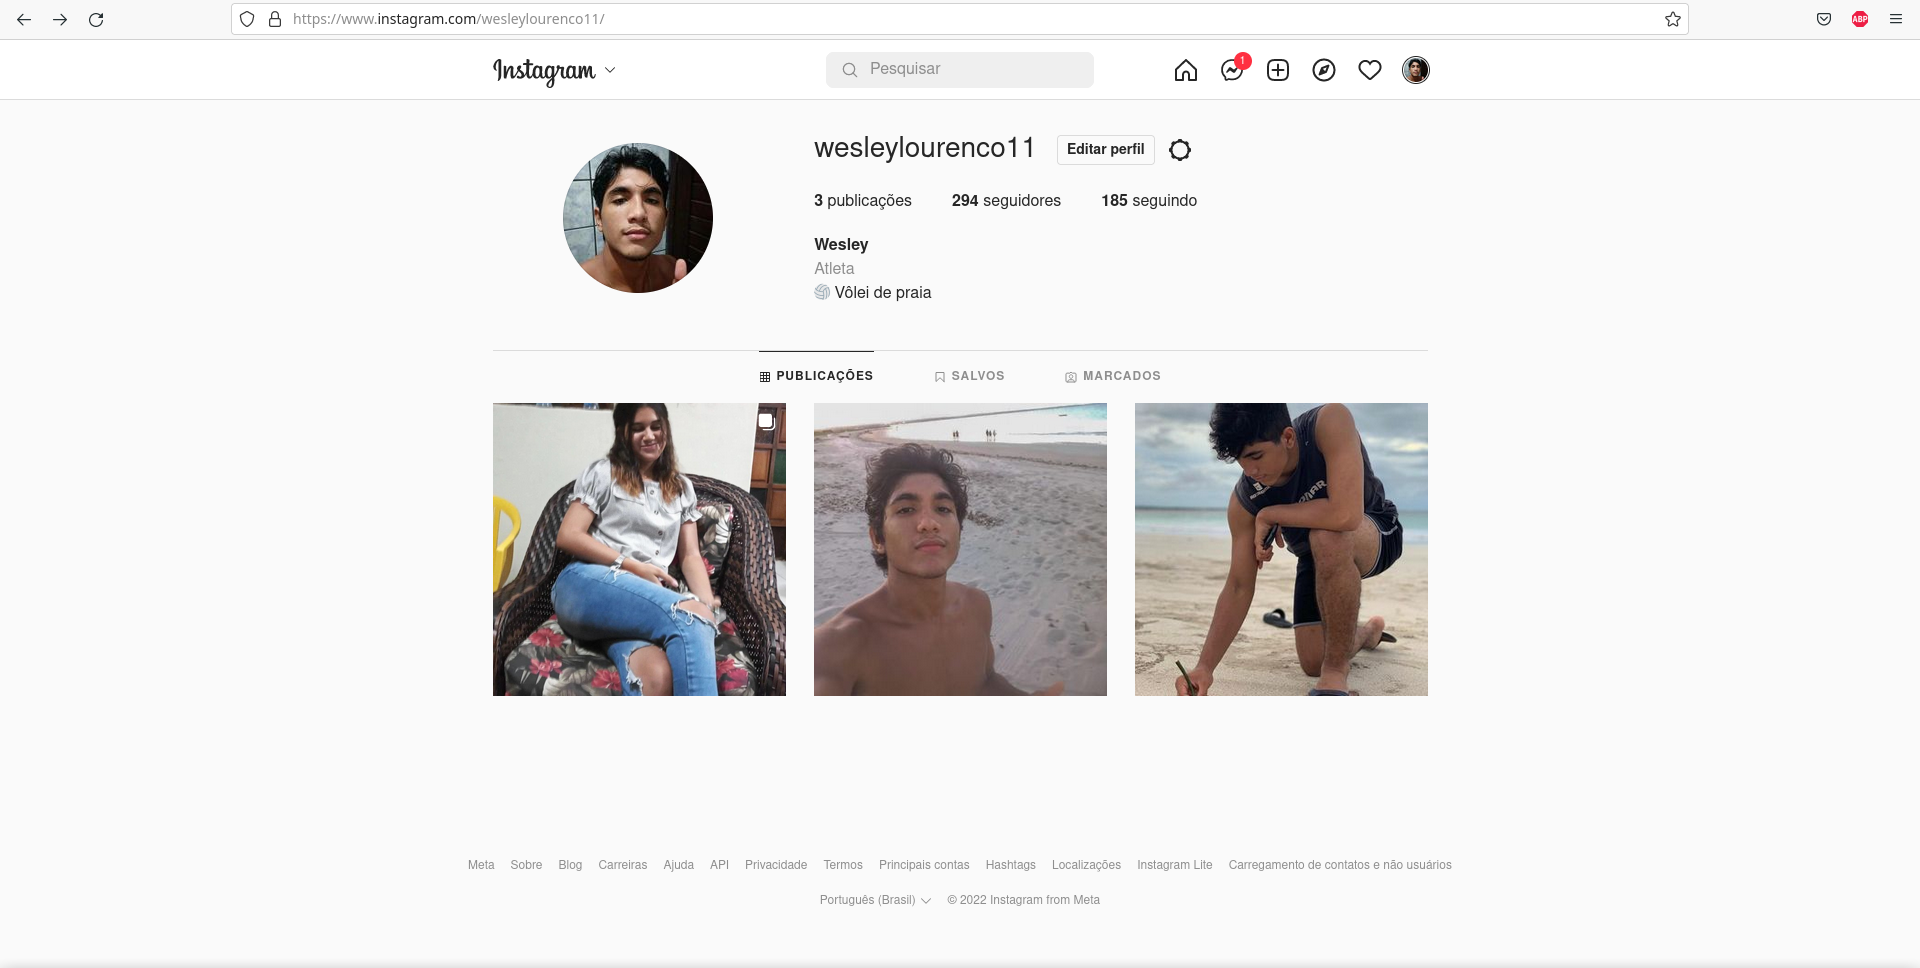 https://www.instagram.com/wesleylourenco11/
ABP
Instagram
Pesquisar
1
wesleylourenco11
Editar perfil
3 publicações 294 seguidores 185 seguindo
Wesley
Atleta
Vôlei de praia
PUBLICAÇÕES SALVOS MARCADOS
Meta Sobre Blog Carreiras Ajuda API Privacidade Termos Principais contas Hashtags Localizações Instagram Lite Carregamento de contatos e não usuários
Português (Brasil) © 2022 Instagram from Meta